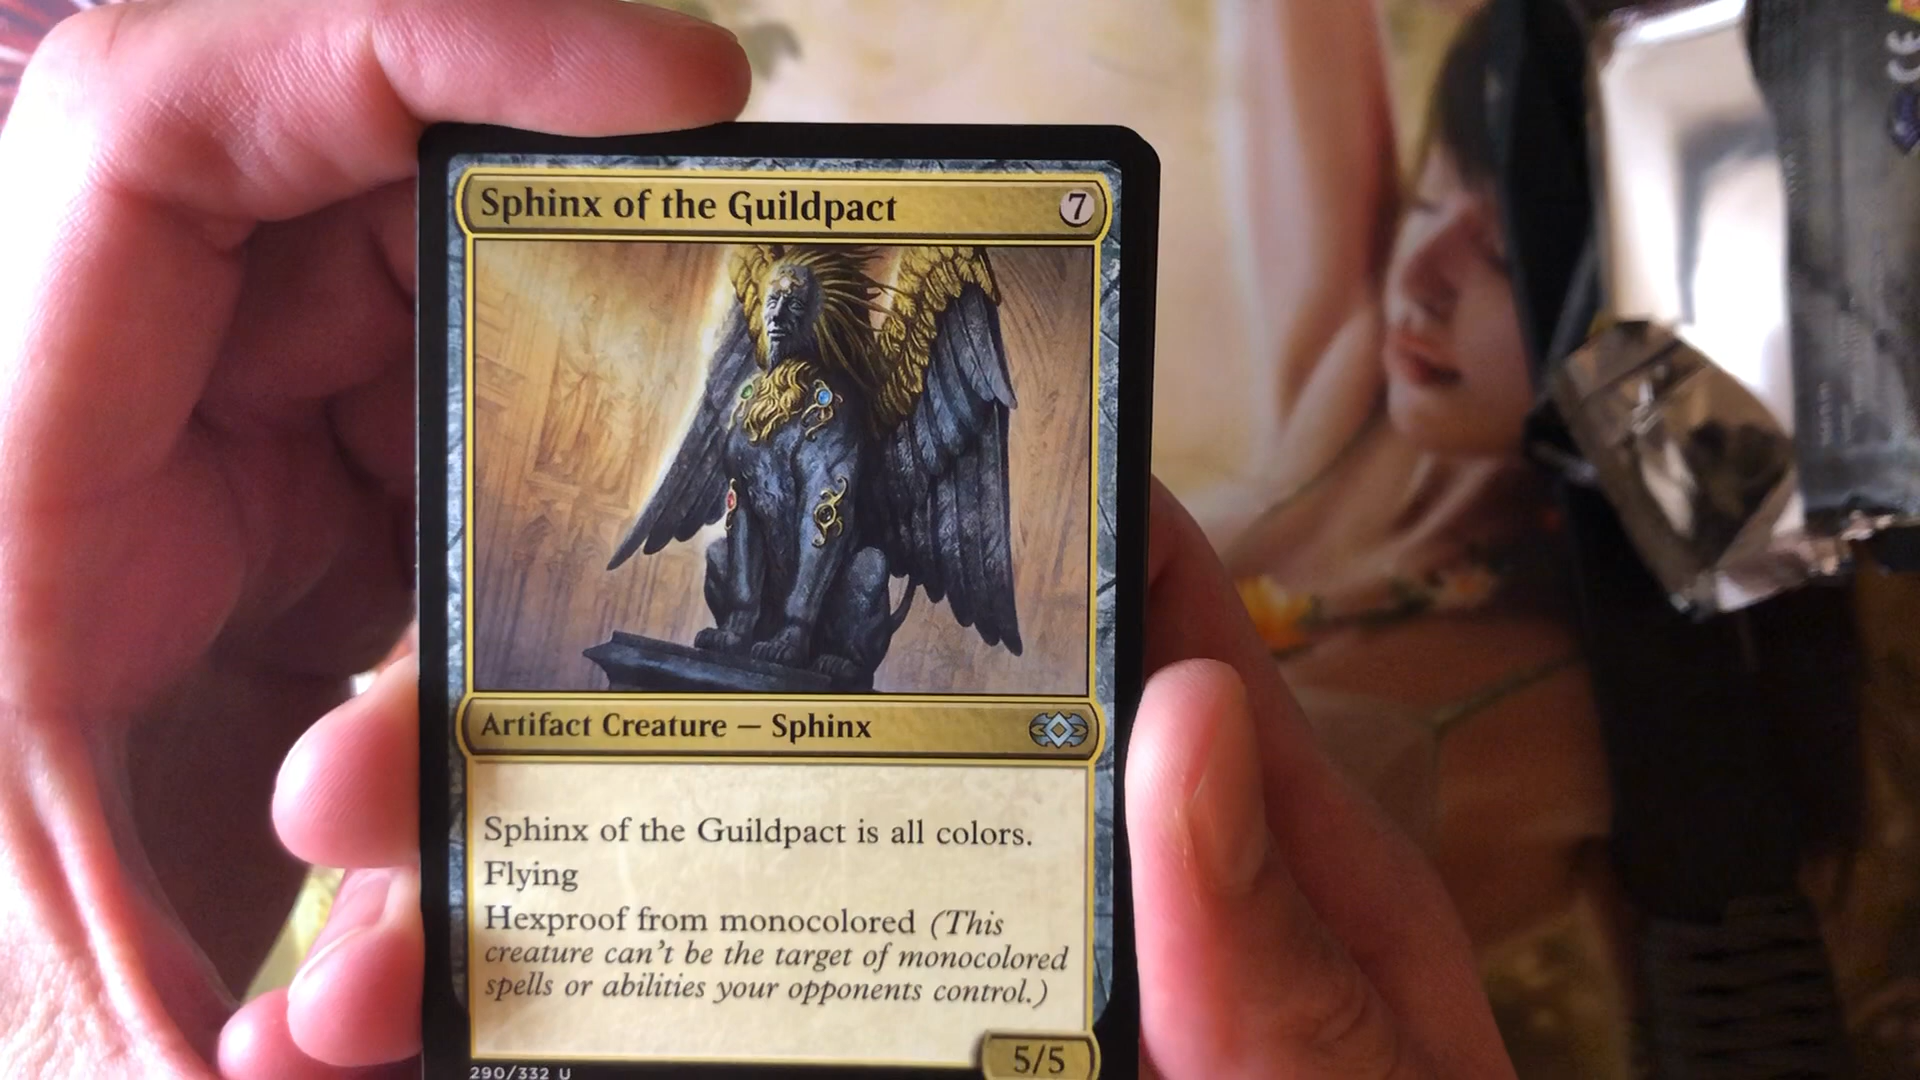 Sphinx of the Guildpact 7
Artifact Creature — Sphinx
Sphinx of the Guildpact is all colors.
Flying
Hexproof from monocolored (This
creature can't be the target of monocolored
spells or abilities your opponents control.)
5/5
290/332 U